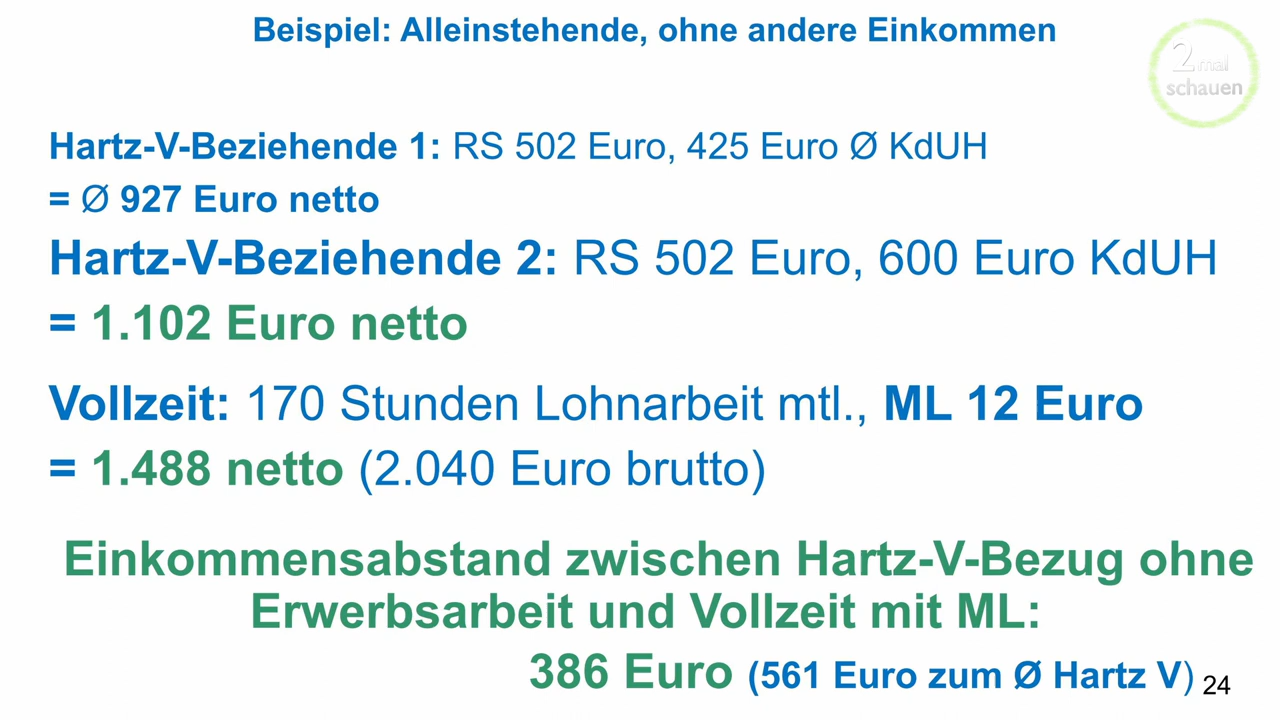 Beispiel: Alleinstehende, ohne andere Einkommen
2 mal
schauen
Hartz-V-Beziehende 1: RS 502 Euro, 425 Euro Ø KdUH
= Ø 927 Euro netto
Hartz-V-Beziehende 2: RS 502 Euro, 600 Euro KdUH
= 1.102 Euro netto
Vollzeit: 170 Stunden Lohnarbeit mtl., ML 12 Euro
= 1.488 netto (2.040 Euro brutto)
Einkommensabstand zwischen Hartz-V-Bezug ohne
Erwerbsarbeit und Vollzeit mit ML:
386 Euro (561 Euro zum Ø Hartz V)
24